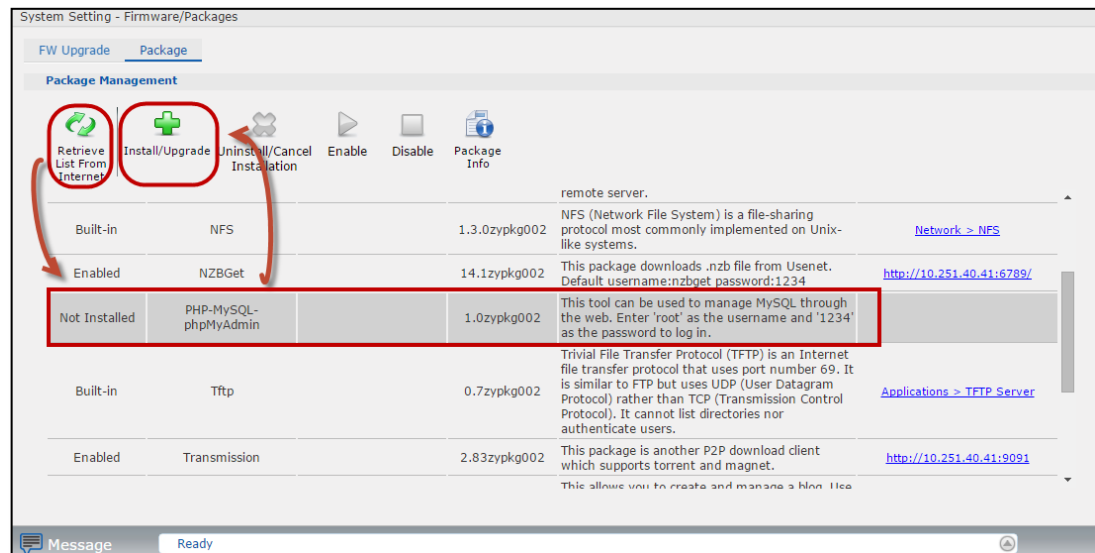 System Setting - Firmware/Packages
FW Upgrade Package
Package Management
Retrieve List From Internet
Install/Upgrade
Uninstall/Cancel Installation
Enable
Disable
Package Info
remote server.
Built-in NFS 1.3.0zypkg002
NFS (Network File System) is a file-sharing
protocol most commonly implemented on Unix-
like systems.
Network > NFS
Enabled NZBGet 14.1zypkg002
This package downloads .nzb file from Usenet.
Default username:nzbget password:1234
http://10.251.40.41:6789/
Not Installed
PHP-MySQL-
phpMyAdmin
1.0zypkg002
This tool can be used to manage MySQL through
the web. Enter 'root' as the username and '1234'
as the password to log in.
Built-in Tftp 0.7zypkg002
Trivial File Transfer Protocol (TFTP) is an Internet
file transfer protocol that uses port number 69. It
is similar to FTP but uses UDP (User Datagram
Protocol) rather than TCP (Transmission Control
Protocol). It cannot list directories nor
authenticate users.
Applications > TFTP Server
Enabled Transmission 2.83zypkg002
This package is another P2P download client
which supports torrent and magnet.
http://10.251.40.41:9091
This allows you to create and manage a blog. Use
Message Ready